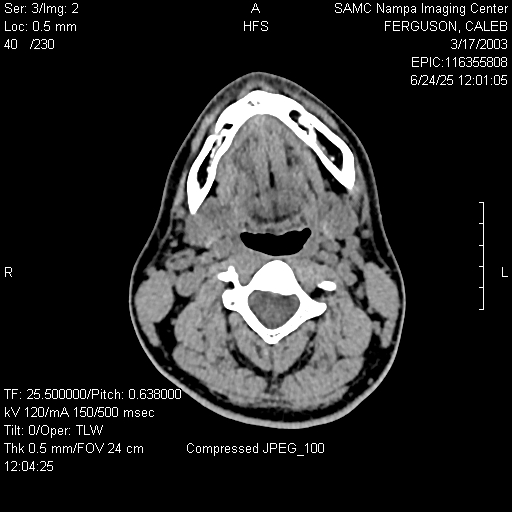 Ser: 3/Img: 2
Loc: 0.5 mm
40 /230
A
HFS
SAMC Nampa Imaging Center
FERGUSON, CALEB
3/17/2003
EPIC:116355808
6/24/25 12:01:05
R
L
TF: 25.500000/Pitch: 0.638000
kV 120/mA 150/500 msec
Tilt: 0/Oper: TLW
Thk 0.5 mm/FOV 24 cm
12:04:25
Compressed JPEG_100